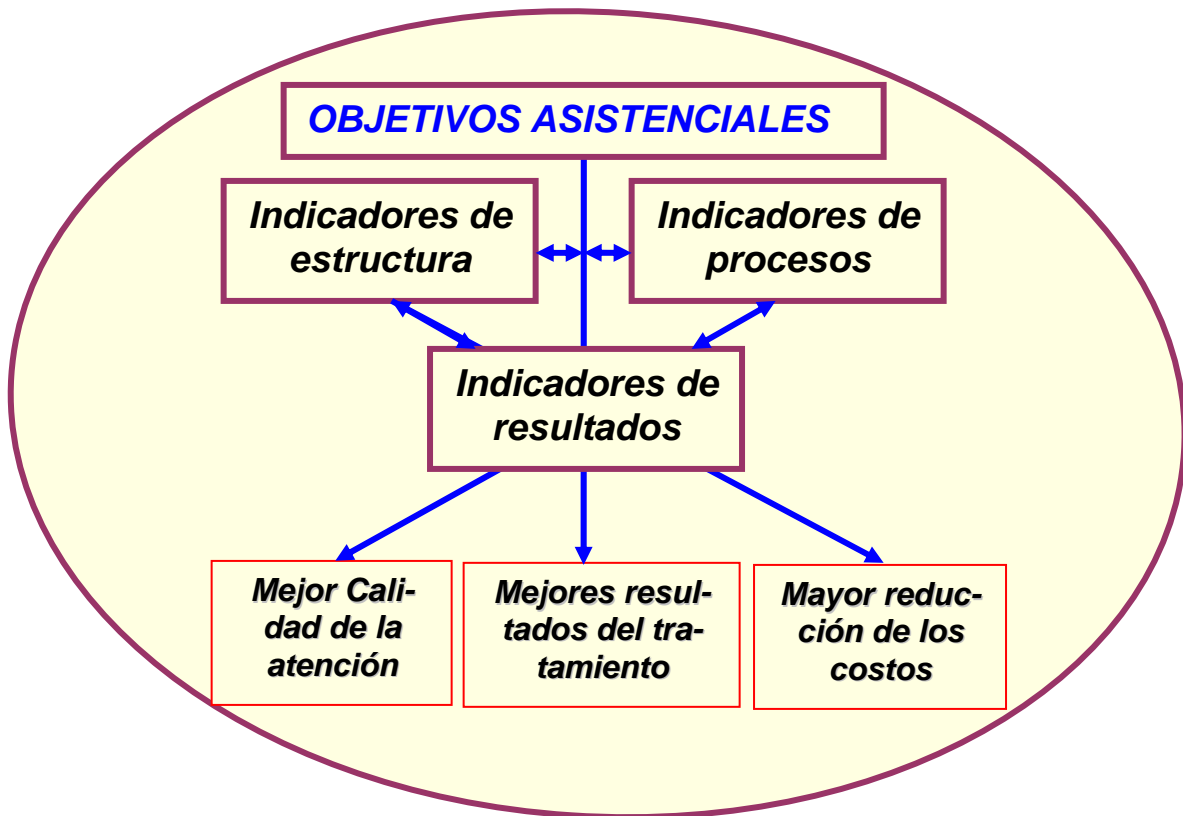 OBJETIVOS ASISTENCIALES
Indicadores de
estructura
Indicadores de
procesos
Indicadores de
resultados
Mejor Cali-
dad de la
atención
Mejores resul-
tados del tra-
tamiento
Mayor reduc-
ción de los
costos